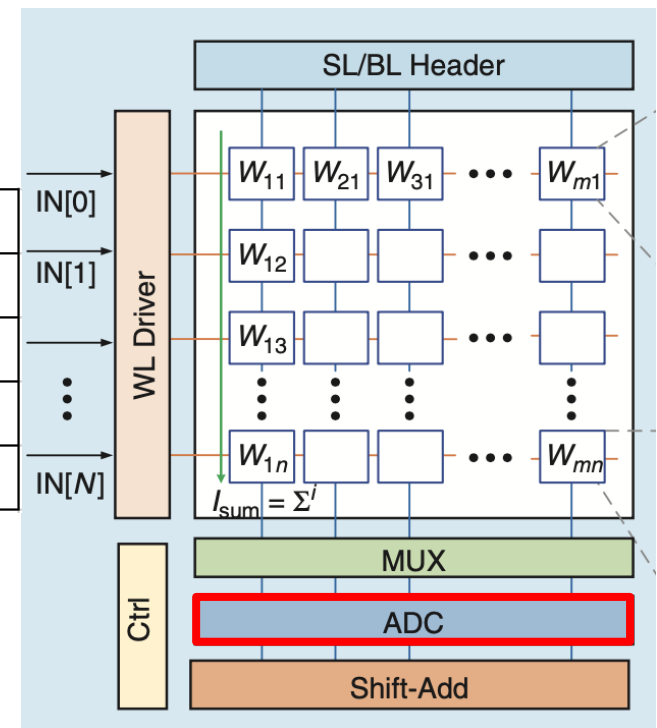 SL/BL Header
WL Driver
IN[0]
IN[1]
IN[N]
W11 W21 W31 ••• Wm1
W12 •••
W13 •••
••• ••• ••• ••• •••
W1n ••• Wmn
Isum = Σi
Ctrl
MUX
ADC
Shift-Add